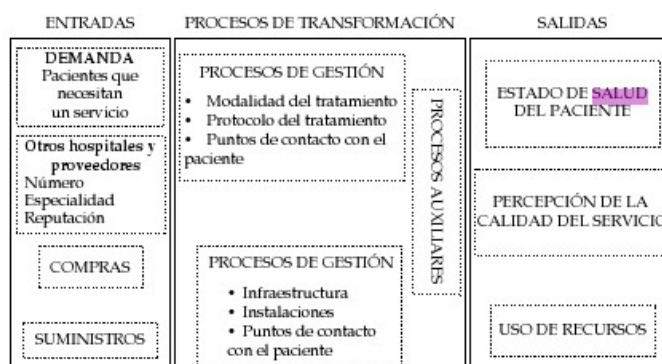 ENTRADAS
PROCESOS DE TRANSFORMACIÓN
SALIDAS
DEMANDA
Pacientes que
necesitan
un servicio
Otros hospitales y
proveedores
Número
Especialidad
Reputación
COMPRAS
SUMINISTROS
PROCESOS DE GESTIÓN
• Modalidad del tratamiento
• Protocolo del tratamiento
• Puntos de contacto con el
paciente
PROCESOS DE GESTIÓN
• Infraestructura
• Instalaciones
• Puntos de contacto
con el paciente
PROCESOS AUXILIARES
ESTADO DE SALUD
DEL PACIENTE
PERCEPCIÓN DE LA
CALIDAD DEL SERVICIO
USO DE RECURSOS